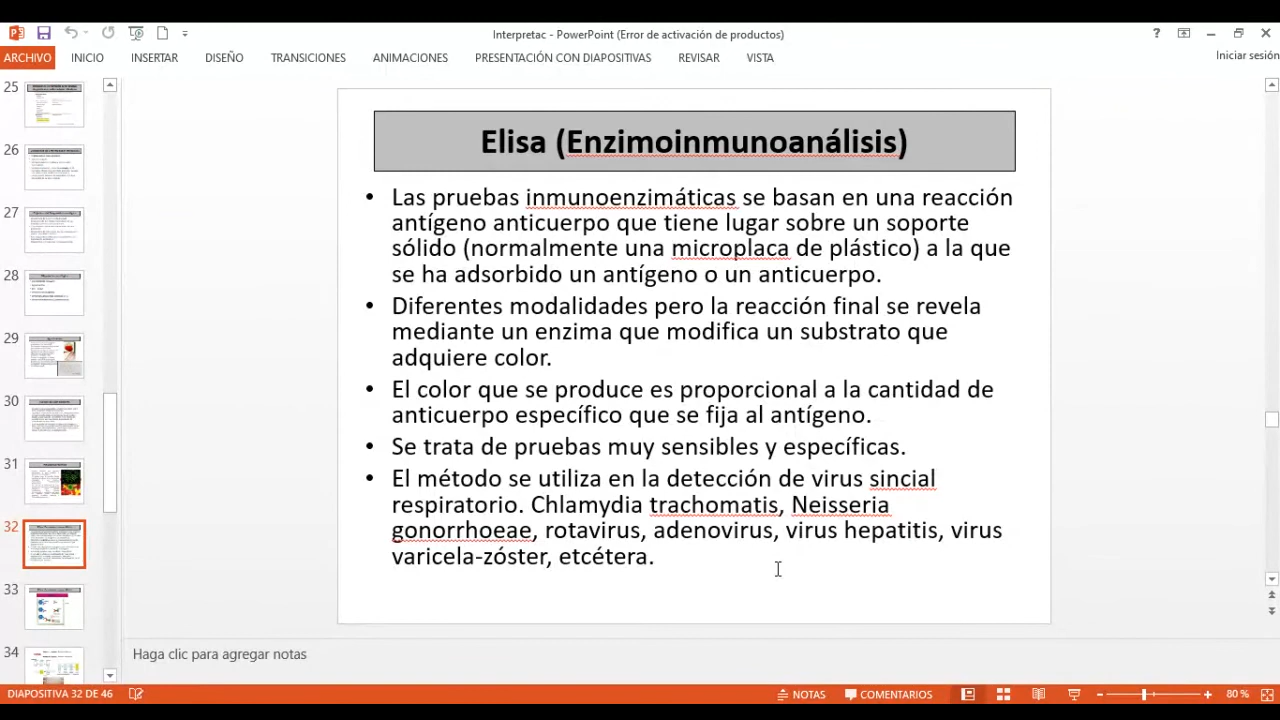 Interpretac - PowerPoint (Error de activación de productos)
ARCHIVO INICIO INSERTAR DISEÑO TRANSICIONES ANIMACIONES PRESENTACIÓN CON DIAPOSITIVAS REVISAR VISTA Iniciar sesión
25
26
27
28
29
30
31
32
33
34
Elisa (Enzimoinmunoanálisis)
• Las pruebas inmunoenzimáticas se basan en una reacción
antígeno anticuerpo que tiene lugar sobre un soporte
sólido (normalmente una microplaca de plástico) a la que
se ha adsorbido un antígeno o un anticuerpo.
• Diferentes modalidades pero la reacción final se revela
mediante un enzima que modifica un substrato que
adquiere color.
• El color que se produce es proporcional a la cantidad de
anticuerpo específico que se fija al antígeno.
• Se trata de pruebas muy sensibles y específicas.
• El método se utiliza en la detección de virus sincial
respiratorio. Chlamydia trachomatis, Neisseria
gonorrhoeae, rotavirus, adenovirus, virus hepatitis, virus
varicela-zóster, etcétera.
Haga clic para agregar notas
DIAPOSITIVA 32 DE 46 NOTAS COMENTARIOS 80 %